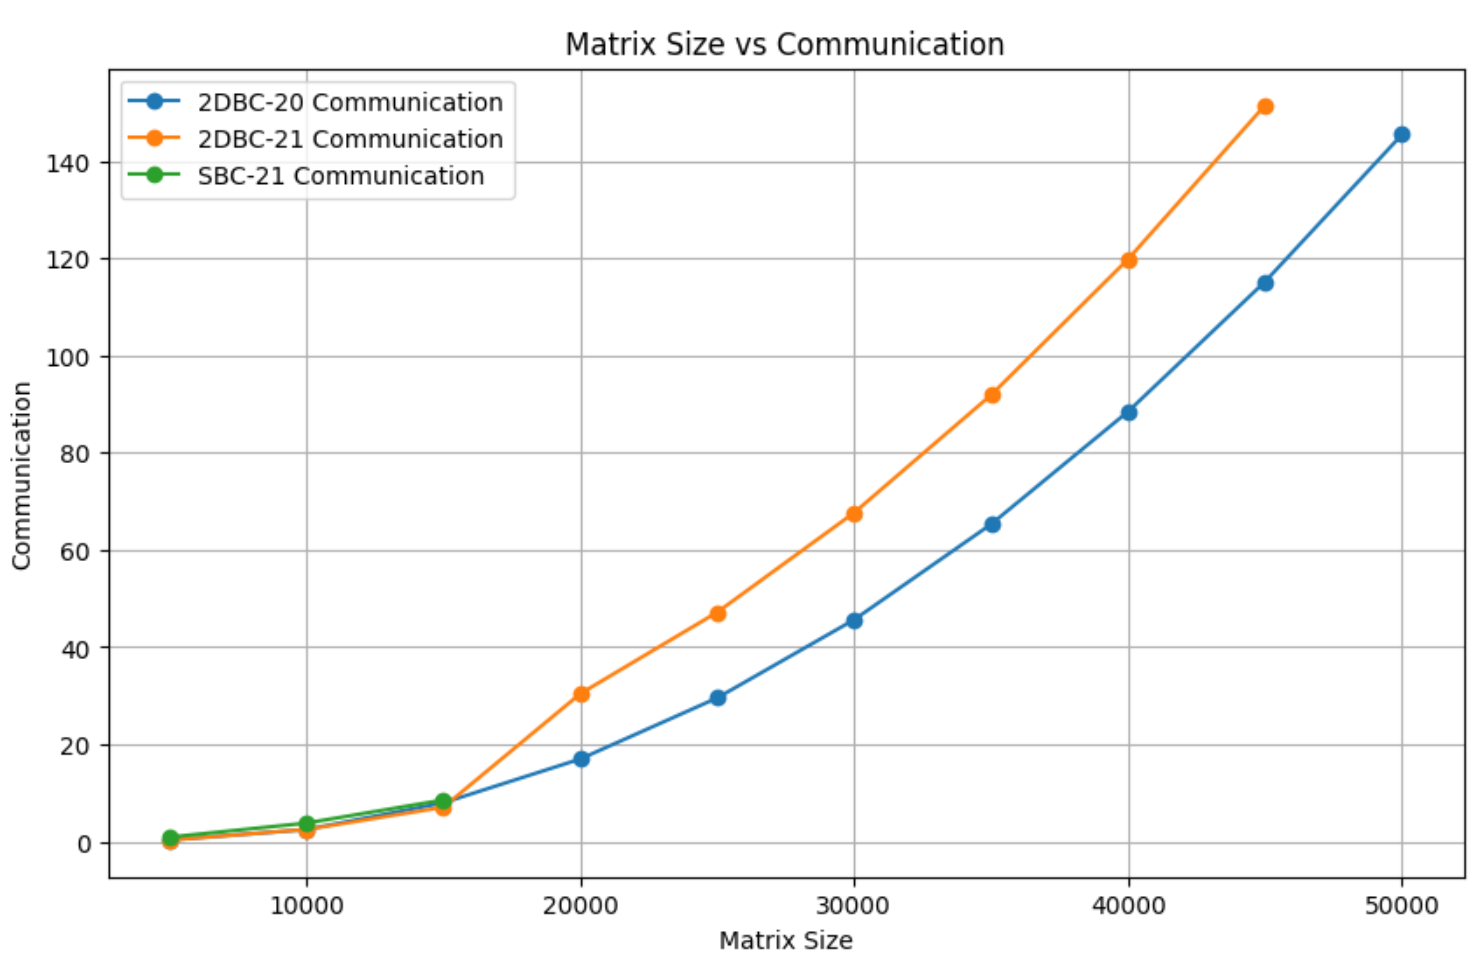 Matrix Size vs Communication
2DBC-20 Communication
2DBC-21 Communication
SBC-21 Communication
Communication
140
120
100
80
60
40
20
0
10000
20000
30000
40000
50000
Matrix Size